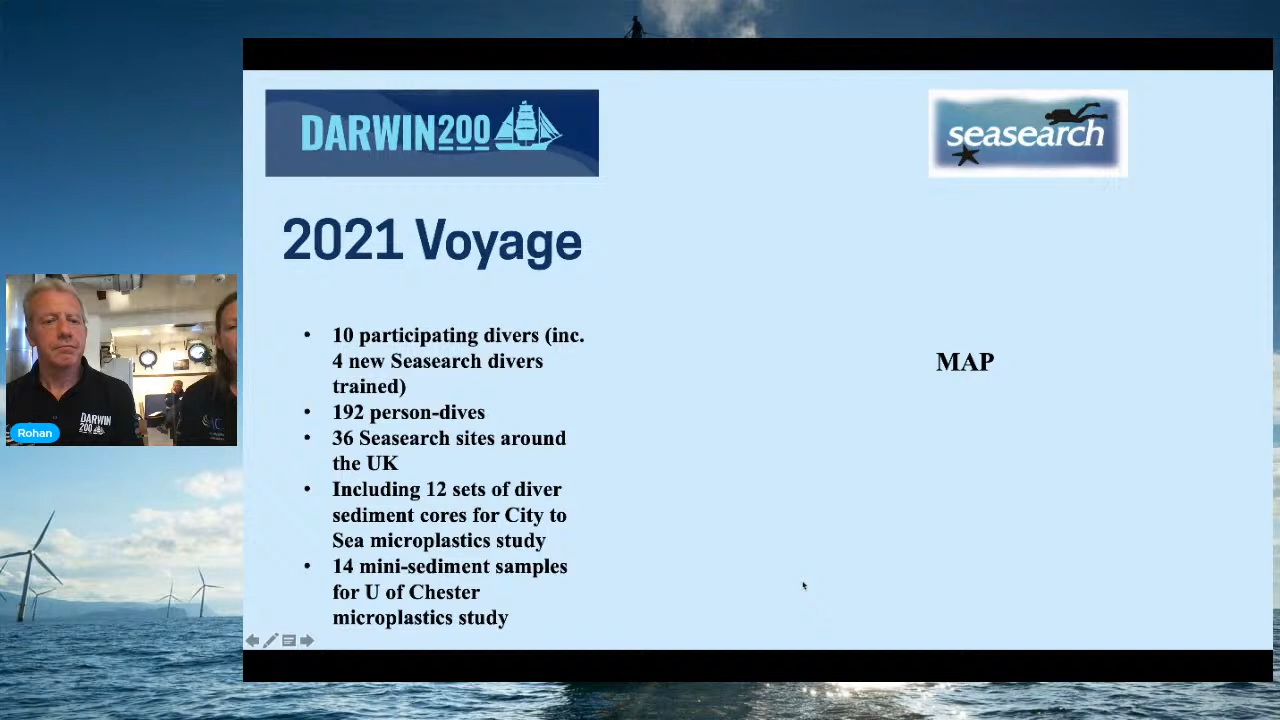 DARWIN200
seasearch
2021 Voyage
• 10 participating divers (inc.
4 new Seasearch divers
trained)
• 192 person-dives
• 36 Seasearch sites around
the UK
• Including 12 sets of diver
sediment cores for City to
Sea microplastics study
• 14 mini-sediment samples
for U of Chester
microplastics study
MAP
DARWIN
200
Rohan